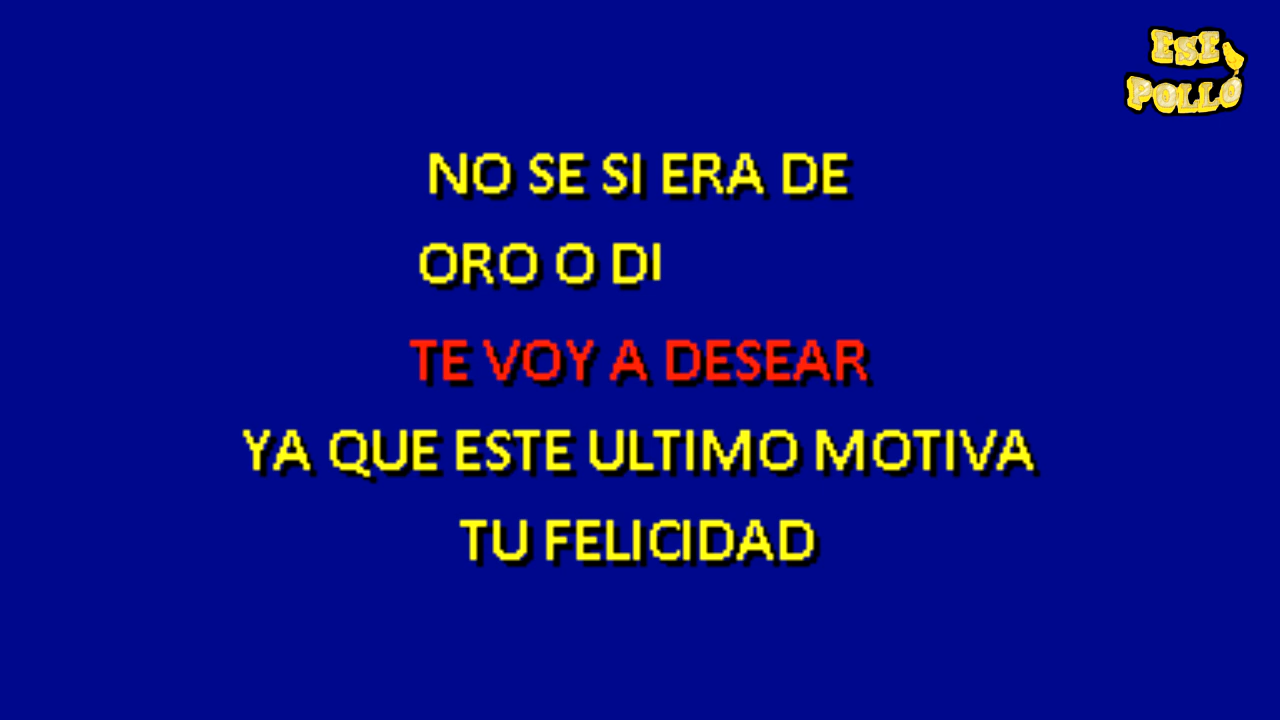 ESE
POLLO
NO SE SI ERA DE
ORO O DI
TE VOY A DESEAR
YA QUE ESTE ULTIMO MOTIVA
TU FELICIDAD